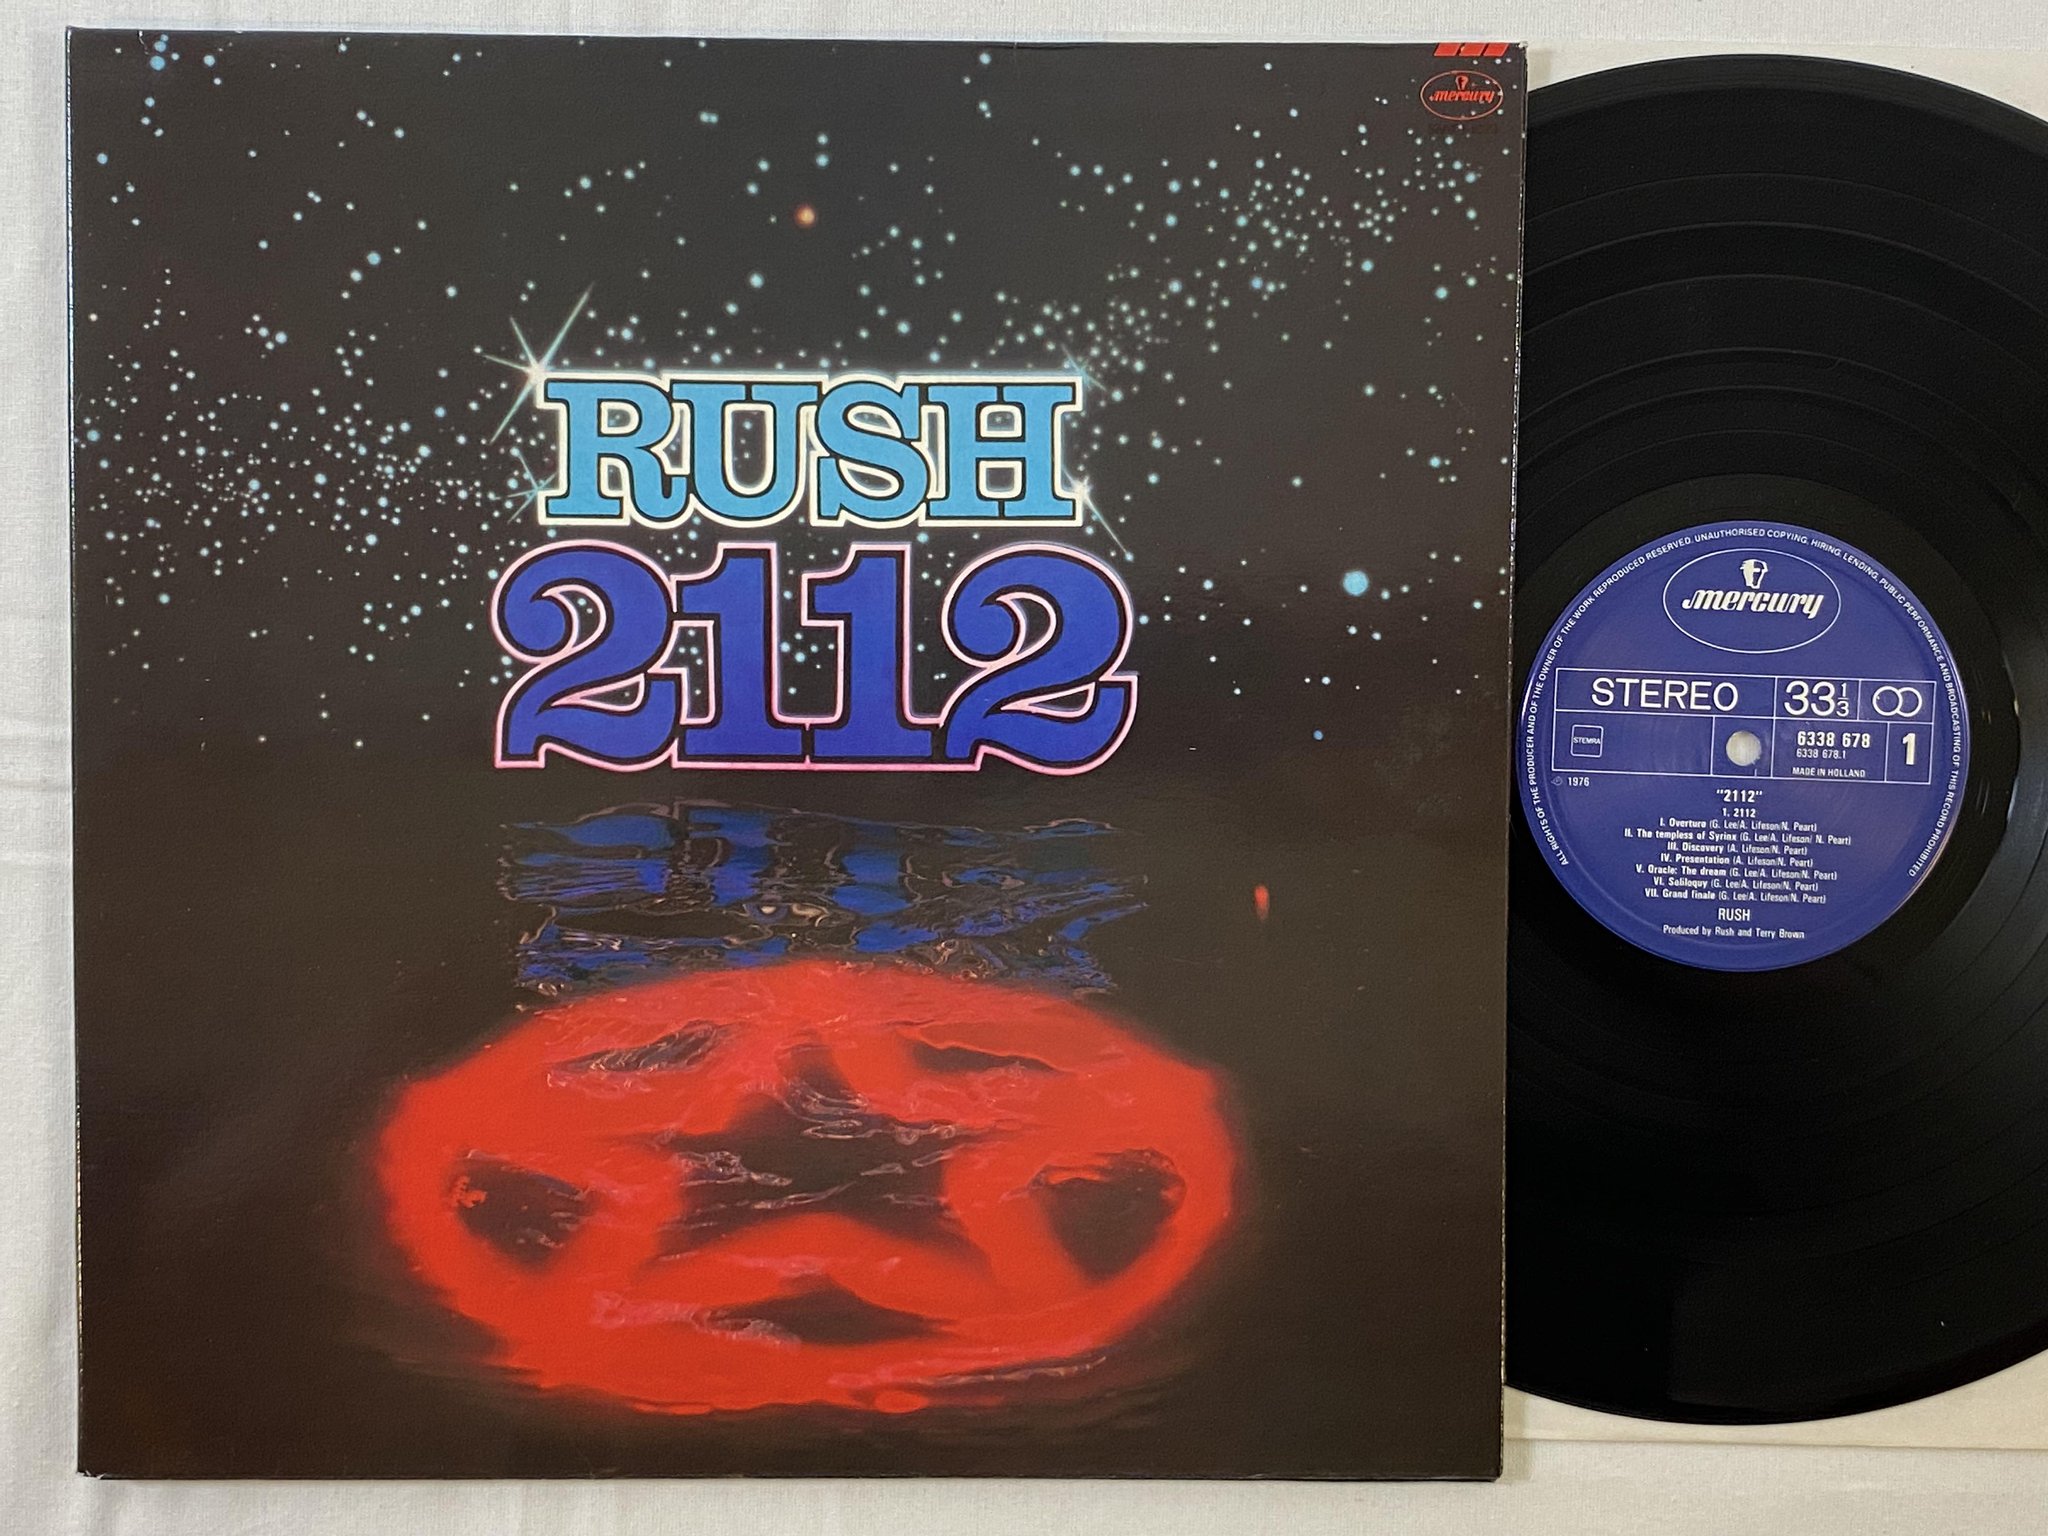 mercury
RUSH
2112
ALL RIGHTS OF THE PRODUCER AND OF THE OWNER OF THE WORK REPRODUCED RESERVED. UNAUTHORISED COPYING, HIRING, LENDING, PUBLIC PERFORMANCE AND BROADCASTING OF THIS RECORD PROHIBITED
mercury
STEREO 33 1/3
STEMRA 6338 678 1
6338 678.1
MADE IN HOLLAND
℗ 1976
"2112"
1. 2112
I. Overture (G. Lee/A. Lifeson/N. Peart)
II. The templess of Syrinx (G. Lee/A. Lifeson/ N. Peart)
III. Discovery (A. Lifeson/N. Peart)
IV. Presentation (A. Lifeson/N. Peart)
V. Oracle: The dream (G. Lee/A. Lifeson/N. Peart)
VI. Soliloquy (G. Lee/A. Lifeson/N. Peart)
VII. Grand finale (G. Lee/A. Lifeson/N. Peart)
RUSH
Produced by Rush and Terry Brown